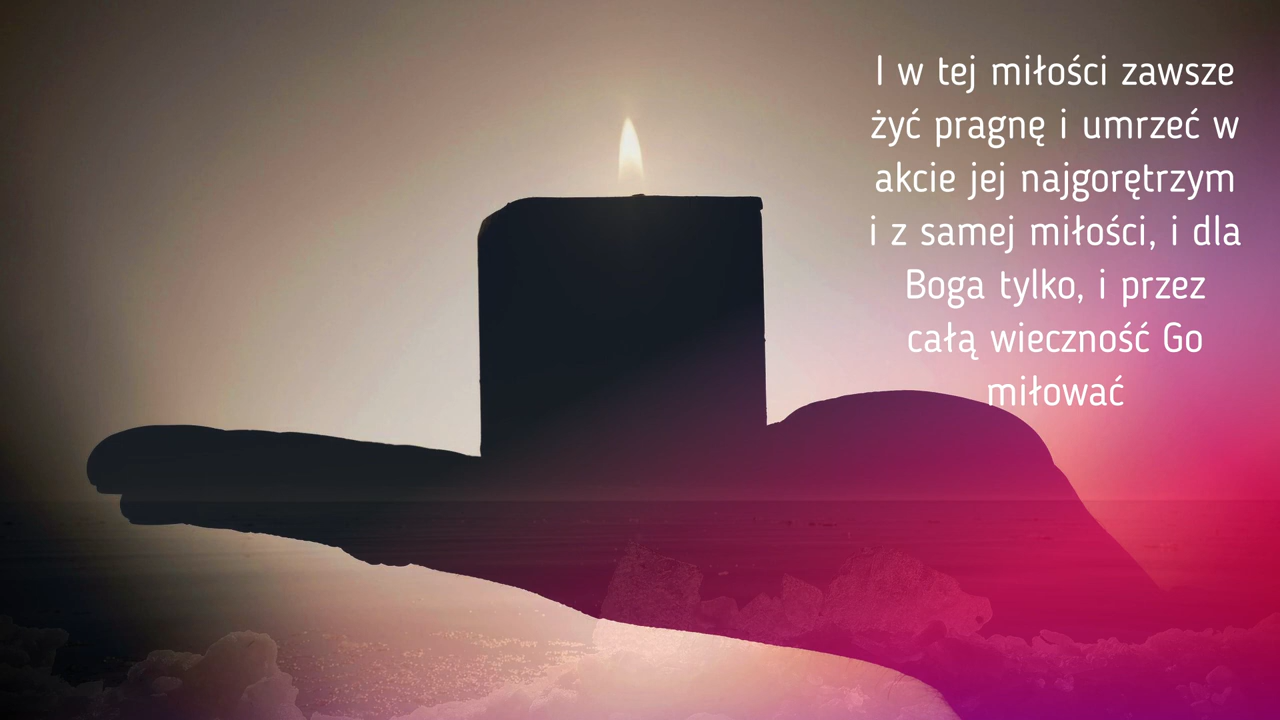 I w tej miłości zawsze
żyć pragnę i umrzeć w
akcie jej najgorętrzym
i z samej miłości, i dla
Boga tylko, i przez
całą wieczność Go
miłować